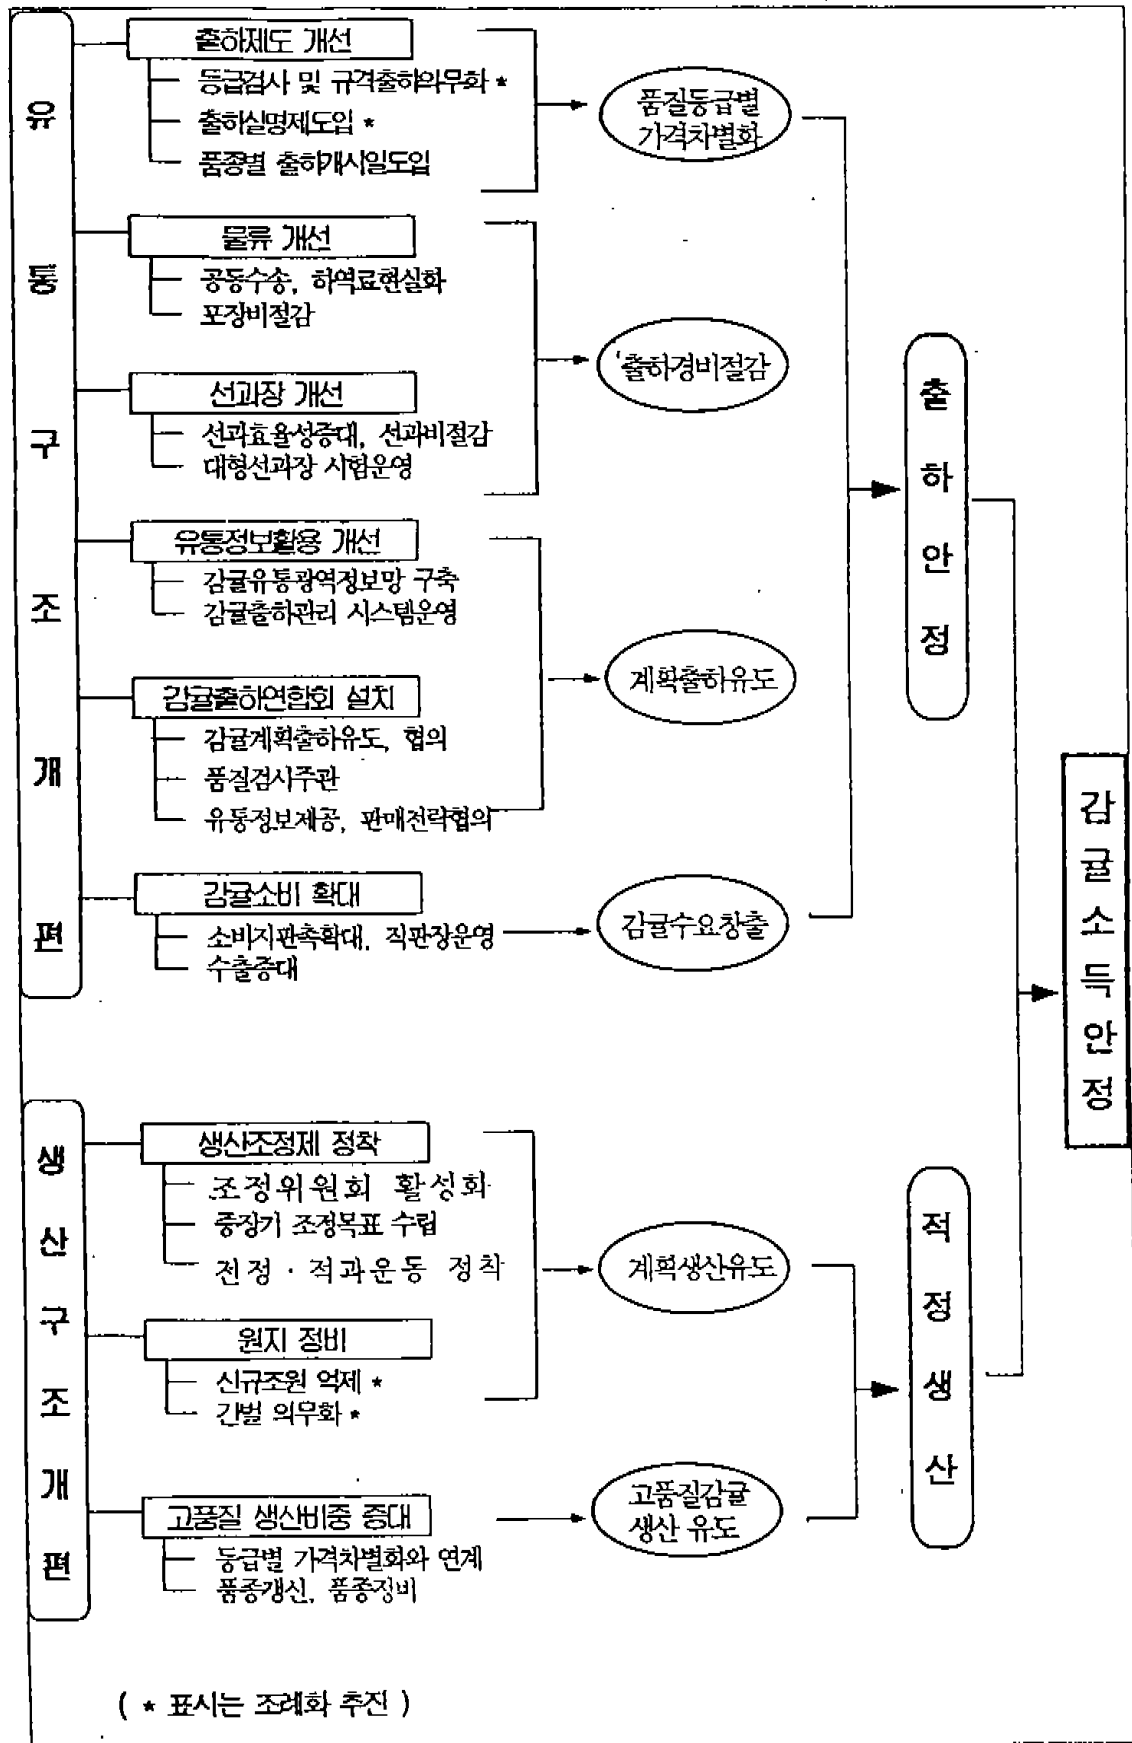 유통구조개편
출하제도 개선
등급검사 및 규격출하의무화 *
출하실명제도입 *
품종별 출하개시일도입
품질등급별
가격차별화
물류 개선
공동수송, 하역료현실화
포장비절감
선과장 개선
선과효율성증대, 선과비절감
대형선과장 시험운영
출하경비절감
유통정보활용 개선
감귤유통광역정보망 구축
감귤출하관리 시스템운영
감귤출하연합회 설치
감귤계획출하유도, 협의
품질검사주관
유통정보제공, 판매전략협의
계획출하유도
감귤소비 확대
소비지판촉확대, 직판장운영
수출증대
감귤수요창출
출하안정
생산구조개편
생산조정제 정착
조정위원회 활성화
중장기 조정목표 수립
전정 · 적과운동 정착
원지 정비
신규조원 억제 *
간벌 의무화 *
계획생산유도
고품질 생산비중 증대
등급별 가격차별화와 연계
품종갱신, 품종정비
고품질감귤
생산 유도
적정생산
감귤소득안정
( * 표시는 조례화 추진 )